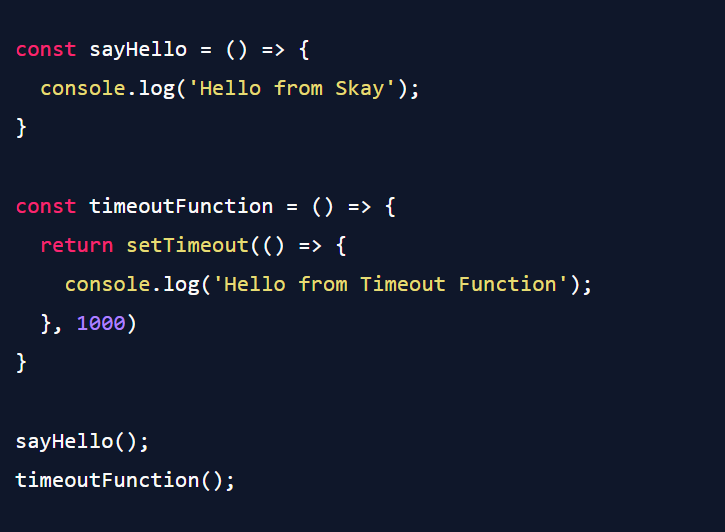 const sayHello = () => {
  console.log('Hello from Skay');
}

const timeoutFunction = () => {
  return setTimeout(() => {
    console.log('Hello from Timeout Function');
  }, 1000)
}

sayHello();
timeoutFunction();